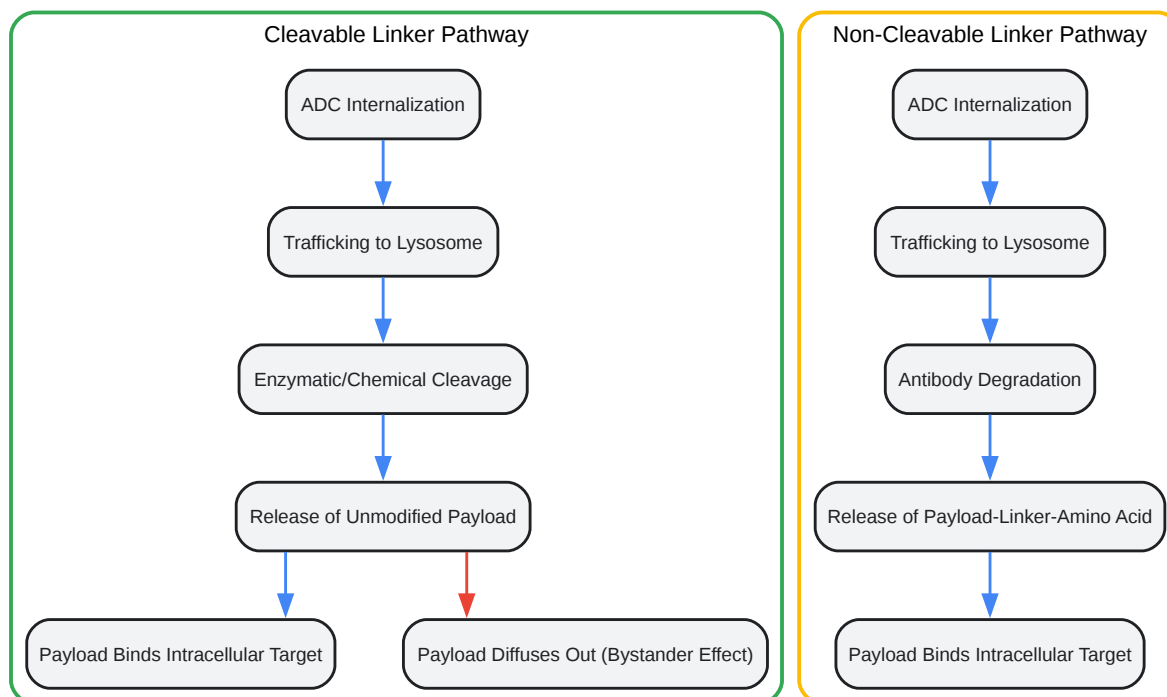 Cleavable Linker Pathway
ADC Internalization
Trafficking to Lysosome
Enzymatic/Chemical Cleavage
Release of Unmodified Payload
Payload Binds Intracellular Target
Payload Diffuses Out (Bystander Effect)
Non-Cleavable Linker Pathway
ADC Internalization
Trafficking to Lysosome
Antibody Degradation
Release of Payload-Linker-Amino Acid
Payload Binds Intracellular Target